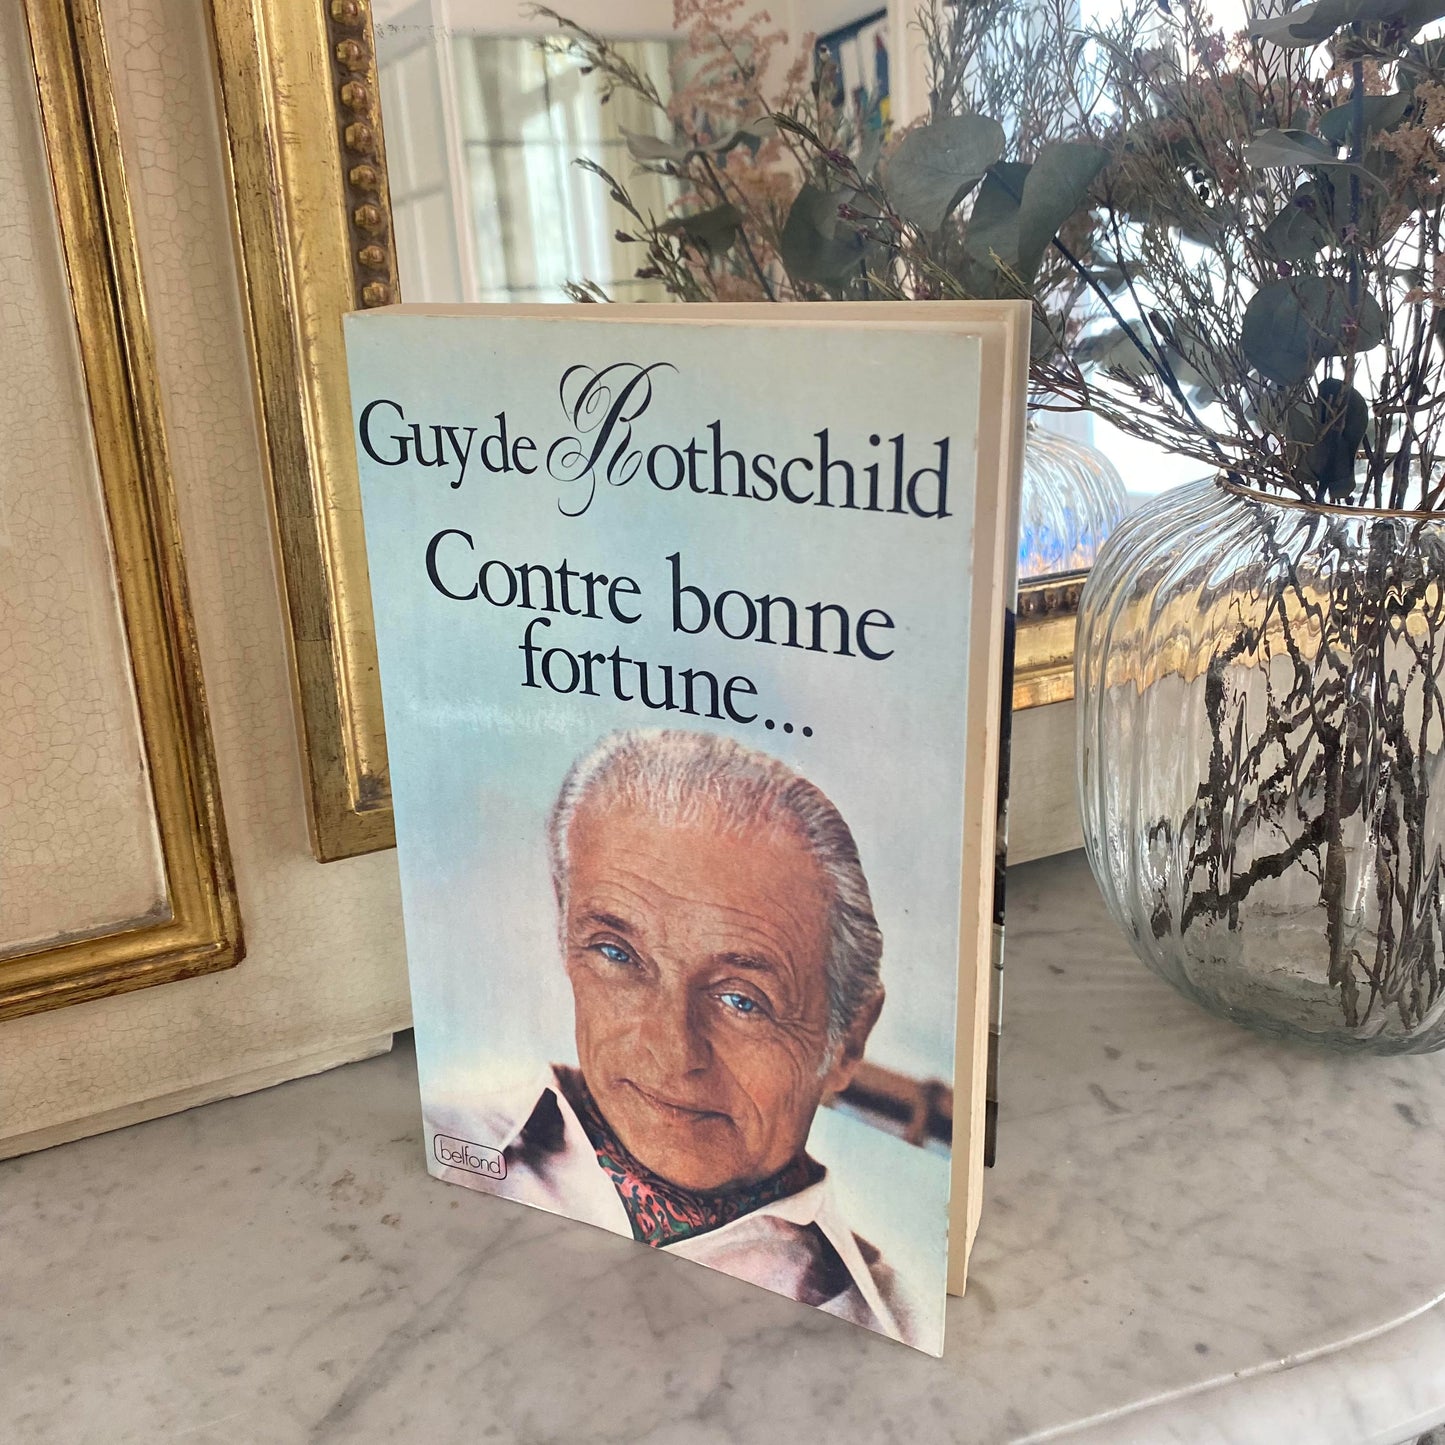 Guy de Rothschild
Contre bonne
fortune...
belfond